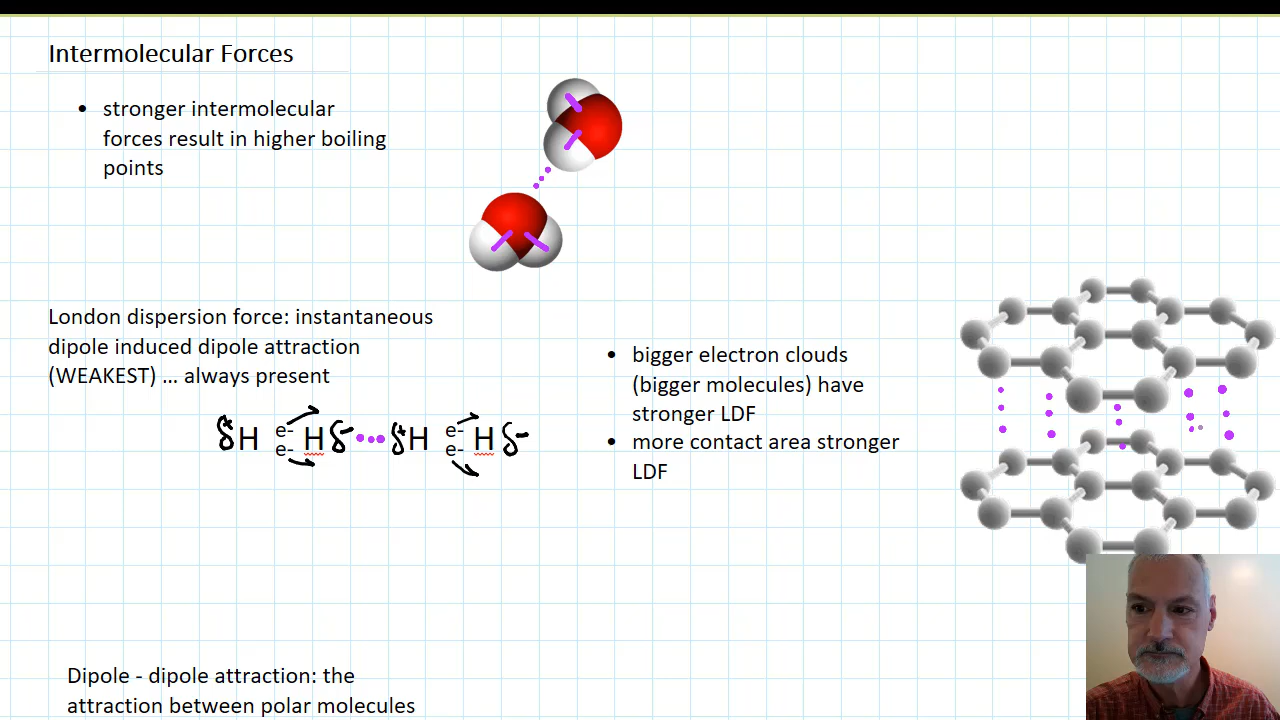 Intermolecular Forces
• stronger intermolecular
forces result in higher boiling
points
London dispersion force: instantaneous
dipole induced dipole attraction
(WEAKEST) ... always present
δ+ H e- H δ- δ+ H e- H δ-
e- e-
• bigger electron clouds
(bigger molecules) have
stronger LDF
• more contact area stronger
LDF
Dipole - dipole attraction: the
attraction between polar molecules